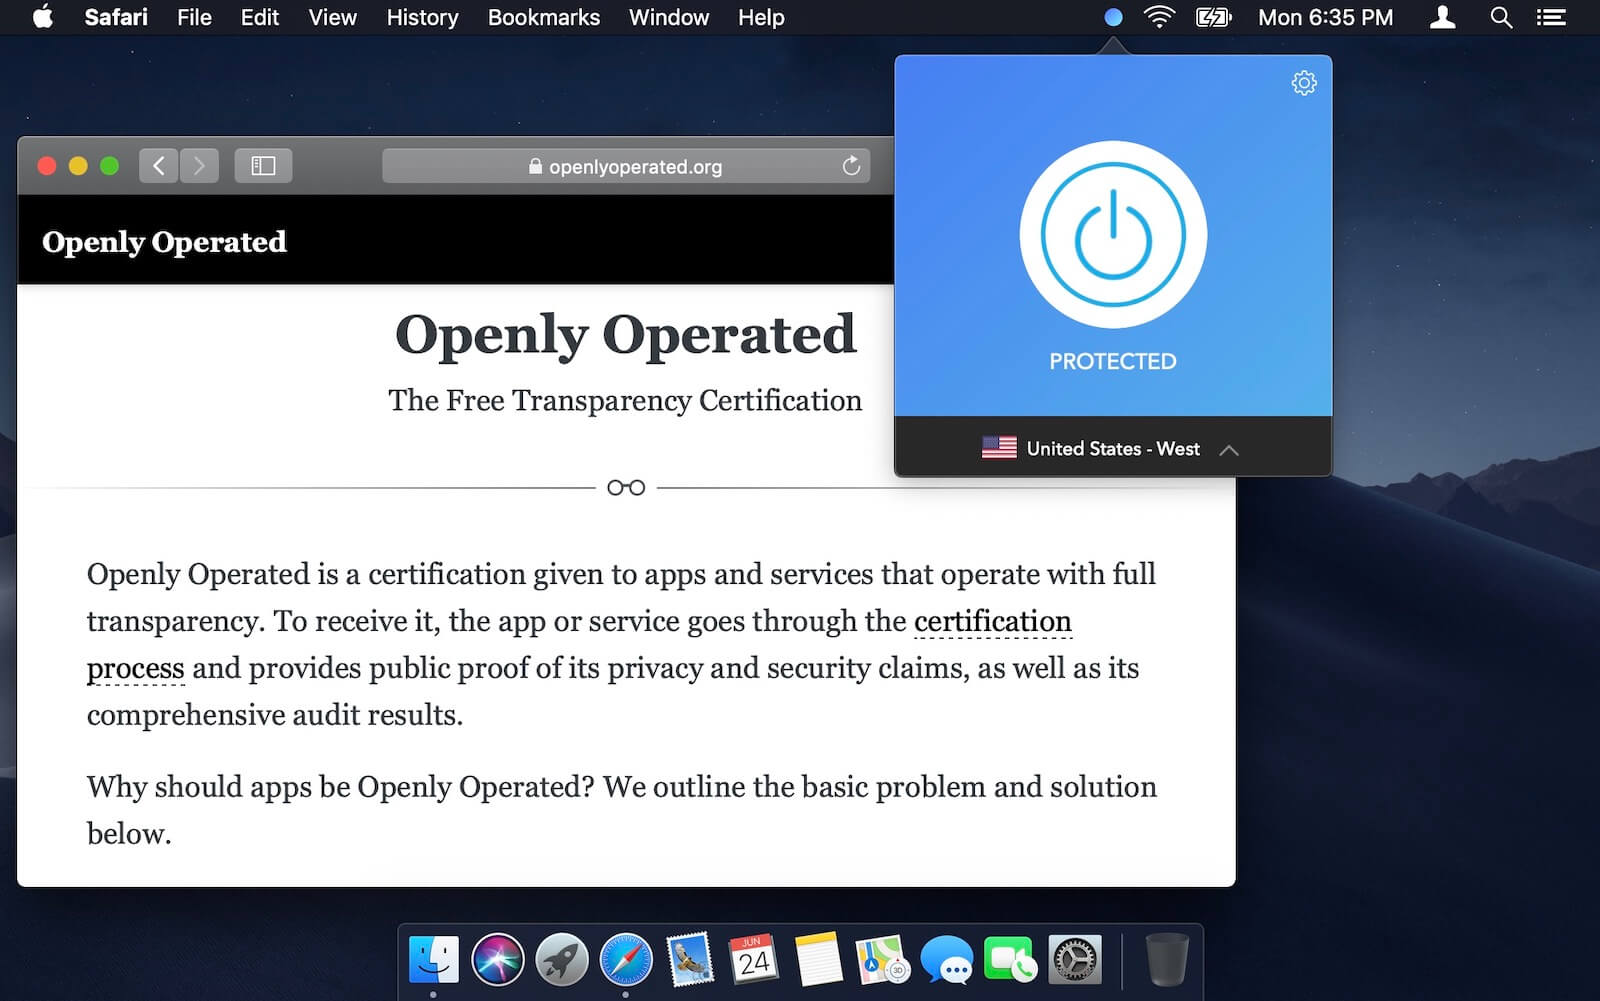 Safari File Edit View History Bookmarks Window Help Mon 6:35 PM
openlyoperated.org
Openly Operated
Openly Operated
The Free Transparency Certification
PROTECTED
United States - West
Openly Operated is a certification given to apps and services that operate with full
transparency. To receive it, the app or service goes through the certification
process and provides public proof of its privacy and security claims, as well as its
comprehensive audit results.
Why should apps be Openly Operated? We outline the basic problem and solution
below.
JUN
24
3D